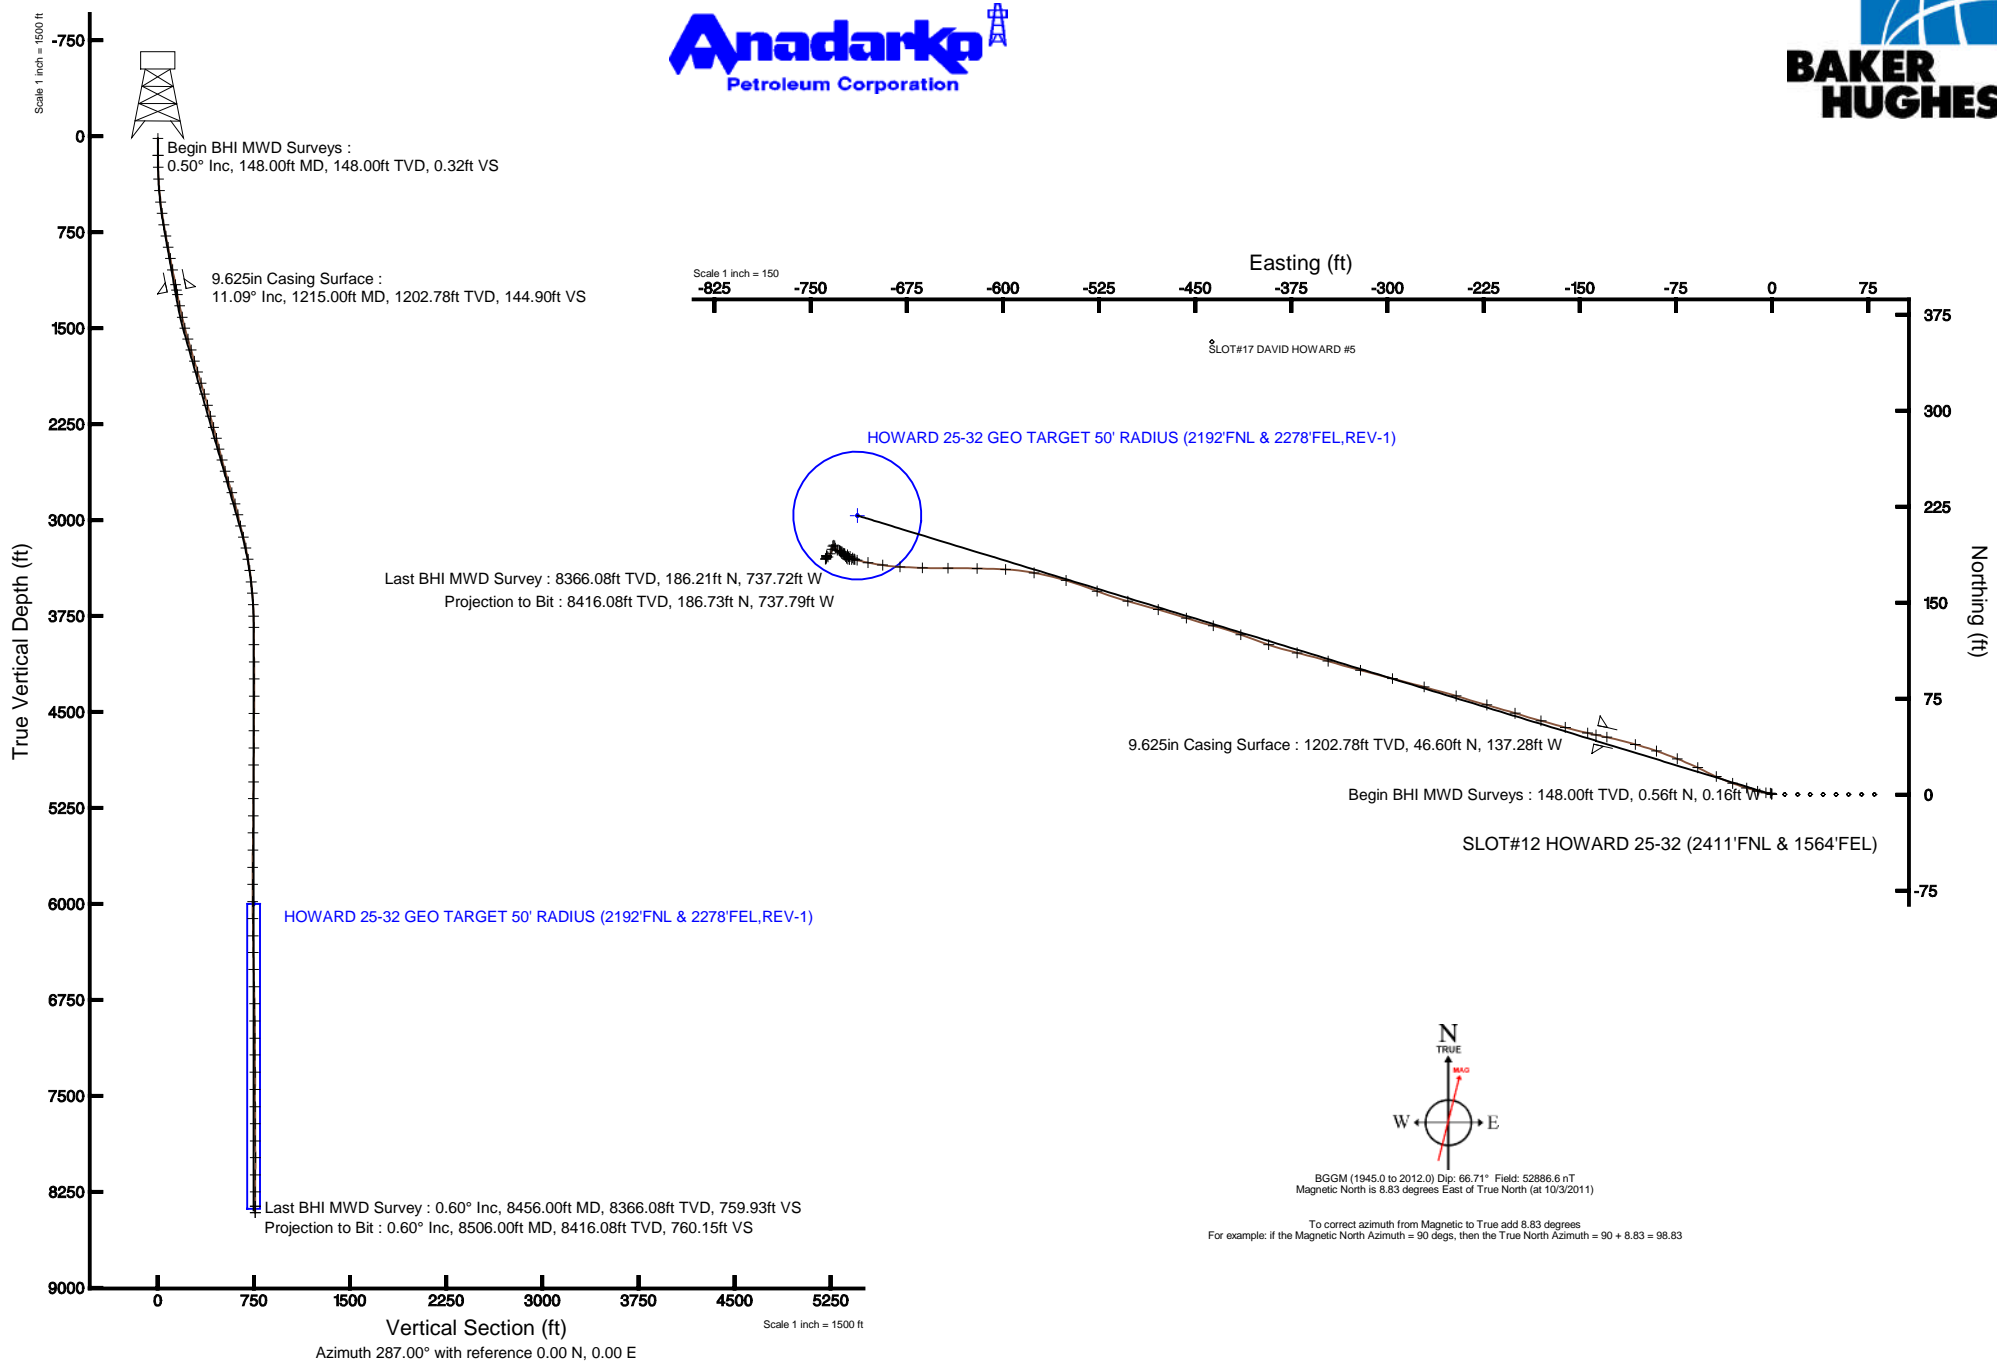 Anadarko
Petroleum Corporation
BAKER
HUGHES
Scale 1 inch = 1500 ft
-750
0
750
1500
2250
3000
3750
4500
5250
6000
6750
7500
8250
9000
True Vertical Depth (ft)
Begin BHI MWD Surveys :
0.50° Inc, 148.00ft MD, 148.00ft TVD, 0.32ft VS
9.625in Casing Surface :
11.09° Inc, 1215.00ft MD, 1202.78ft TVD, 144.90ft VS
HOWARD 25-32 GEO TARGET 50' RADIUS (2192'FNL & 2278'FEL,REV-1)
Last BHI MWD Survey : 0.60° Inc, 8456.00ft MD, 8366.08ft TVD, 759.93ft VS
Projection to Bit : 0.60° Inc, 8506.00ft MD, 8416.08ft TVD, 760.15ft VS
0 750 1500 2250 3000 3750 4500 5250
Vertical Section (ft)
Scale 1 inch = 1500 ft
Azimuth 287.00° with reference 0.00 N, 0.00 E
Easting (ft)
Scale 1 inch = 150
-825 -750 -675 -600 -525 -450 -375 -300 -225 -150 -75 0 75
375
300
225
150
75
0
-75
Northing (ft)
SLOT#17 DAVID HOWARD #5
HOWARD 25-32 GEO TARGET 50' RADIUS (2192'FNL & 2278'FEL,REV-1)
Last BHI MWD Survey : 8366.08ft TVD, 186.21ft N, 737.72ft W
Projection to Bit : 8416.08ft TVD, 186.73ft N, 737.79ft W
9.625in Casing Surface : 1202.78ft TVD, 46.60ft N, 137.28ft W
Begin BHI MWD Surveys : 148.00ft TVD, 0.56ft N, 0.16ft W
SLOT#12 HOWARD 25-32 (2411'FNL & 1564'FEL)
N
TRUE
MAG
W E
BGGM (1945.0 to 2012.0) Dip: 66.71° Field: 52886.6 nT
Magnetic North is 8.83 degrees East of True North (at 10/3/2011)
To correct azimuth from Magnetic to True add 8.83 degrees
For example: if the Magnetic North Azimuth = 90 degs, then the True North Azimuth = 90 + 8.83 = 98.83